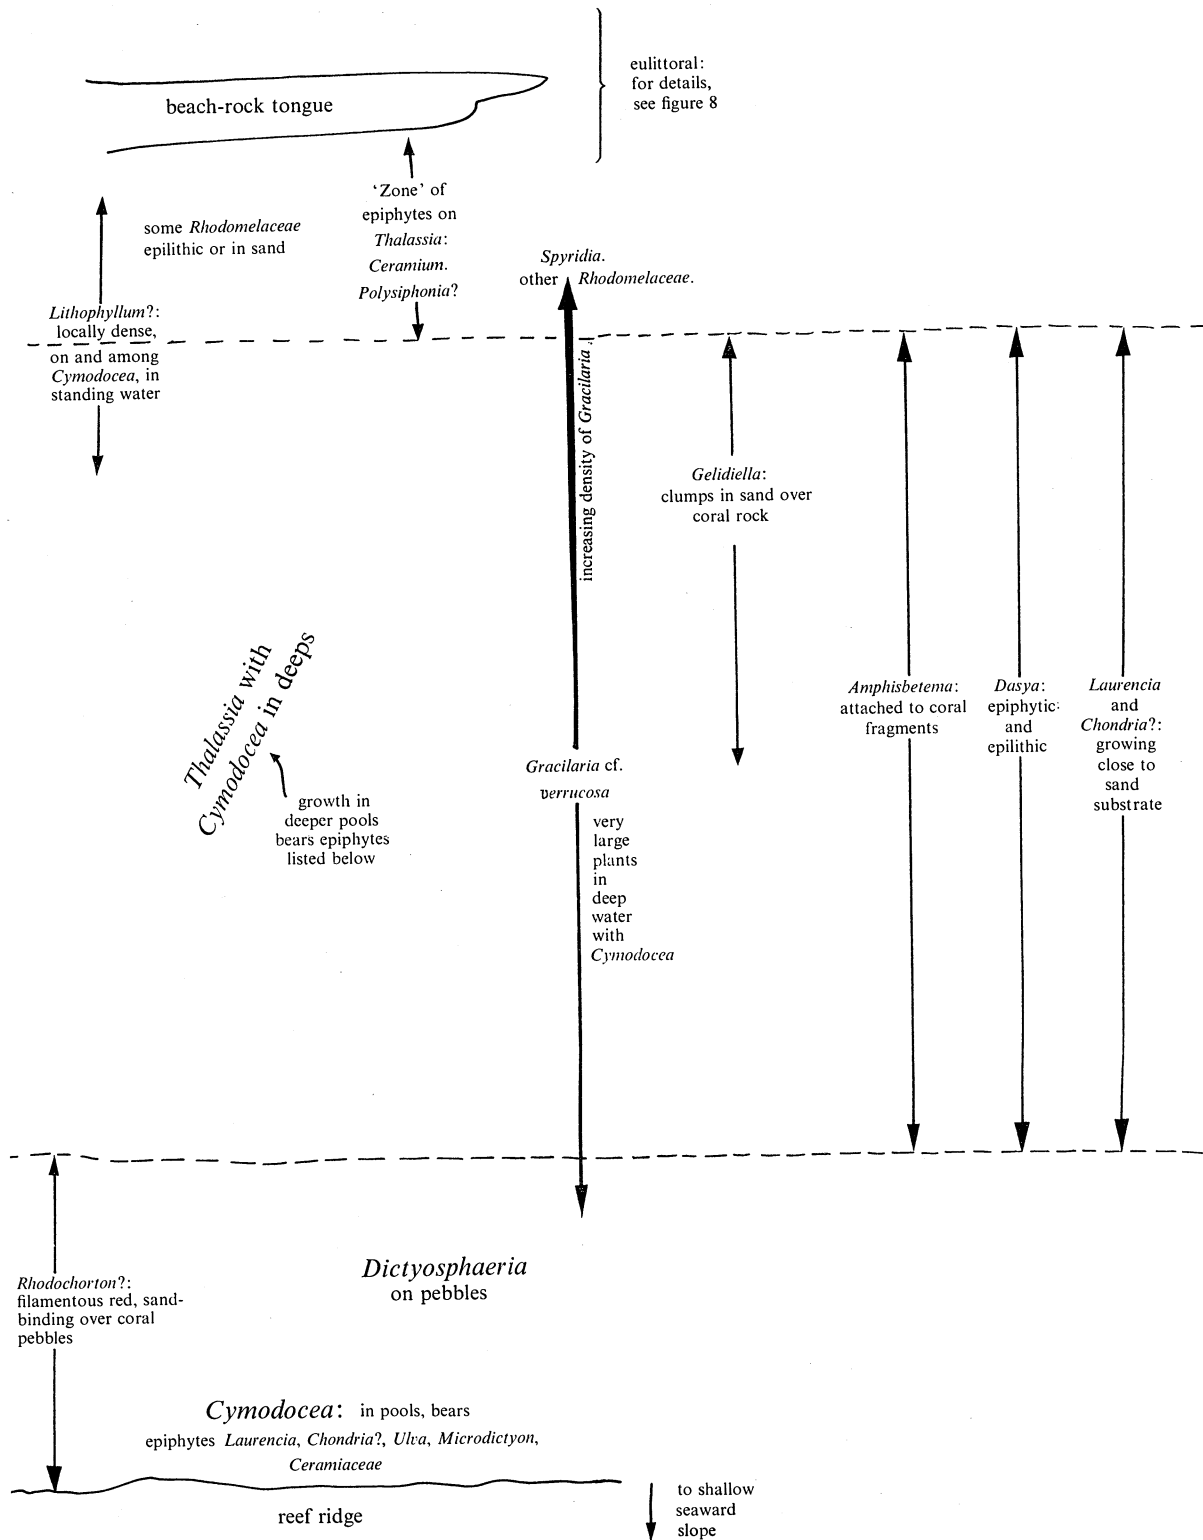 eulittoral:
for details,
see figure 8
beach-rock tongue
'Zone' of
epiphytes on
Thalassia:
Ceramium.
Polysiphonia?
some Rhodomelaceae
epilithic or in sand
Spyridia.
other Rhodomelaceae.
Lithophyllum?:
locally dense,
on and among
Cymodocea, in
standing water
increasing density of Gracilaria
Gelidiella:
clumps in sand over
coral rock
Thalassia with
Cymodocea in deeps
growth in
deeper pools
bears epiphytes
listed below
Gracilaria cf.
verrucosa
very
large
plants
in
deep
water
with
Cymodocea
Amphisbetema:
attached to coral
fragments
Dasya:
epiphytic
and
epilithic
Laurencia
and
Chondria?:
growing
close to
sand
substrate
Rhodochorton?:
filamentous red, sand-
binding over coral
pebbles
Dictyosphaeria
on pebbles
Cymodocea: in pools, bears
epiphytes Laurencia, Chondria?, Ulva, Microdictyon,
Ceramiaceae
reef ridge
to shallow
seaward
slope